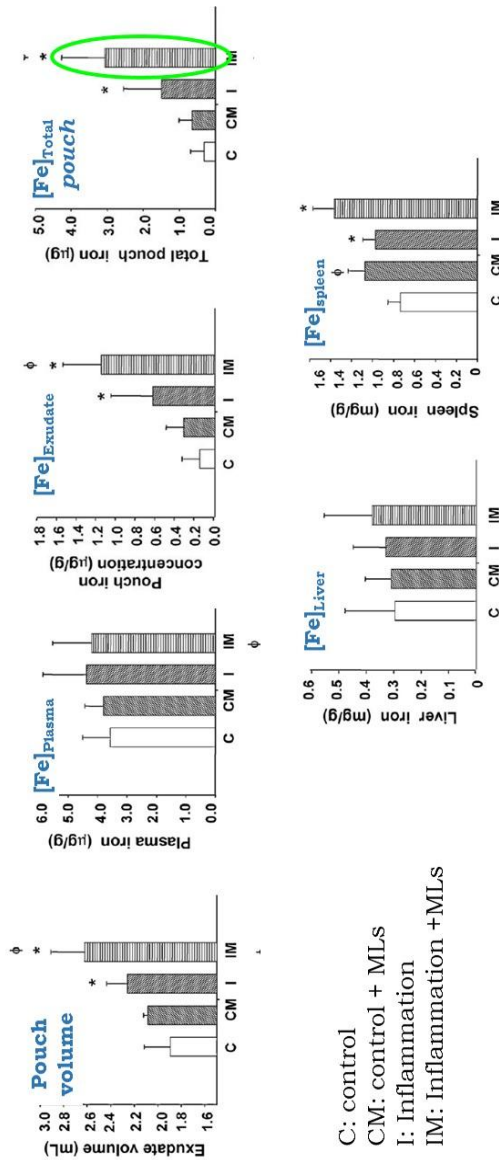 Pouch
volume
Exudate volume (mL)
3.0
2.8
2.6
2.4
2.2
2.0
1.8
1.6
*
ϕ
*
C CM I IM
[Fe]Plasma
Plasma iron (μg/g)
6.0
5.0
4.0
3.0
2.0
1.0
0.0
C CM I IM
ϕ
[Fe]Exudate
Pouch iron
concentration (μg/g)
1.8
1.6
1.4
1.2
1.0
0.8
0.6
0.4
0.2
0.0
*
ϕ
*
C CM I IM
[Fe]Total
pouch
Total pouch iron (μg)
5.0
4.0
3.0
2.0
1.0
0.0
*
*
C CM I IM
C: control
CM: control + MLs
I: Inflammation
IM: Inflammation +MLs
[Fe]Liver
Liver iron (mg/g)
0.6
0.5
0.4
0.3
0.2
0.1
0
C CM I IM
[Fe]spleen
Spleen iron (mg/g)
1.6
1.4
1.2
1.0
0.8
0.6
0.4
0.2
0
ϕ
*
*
C CM I IM